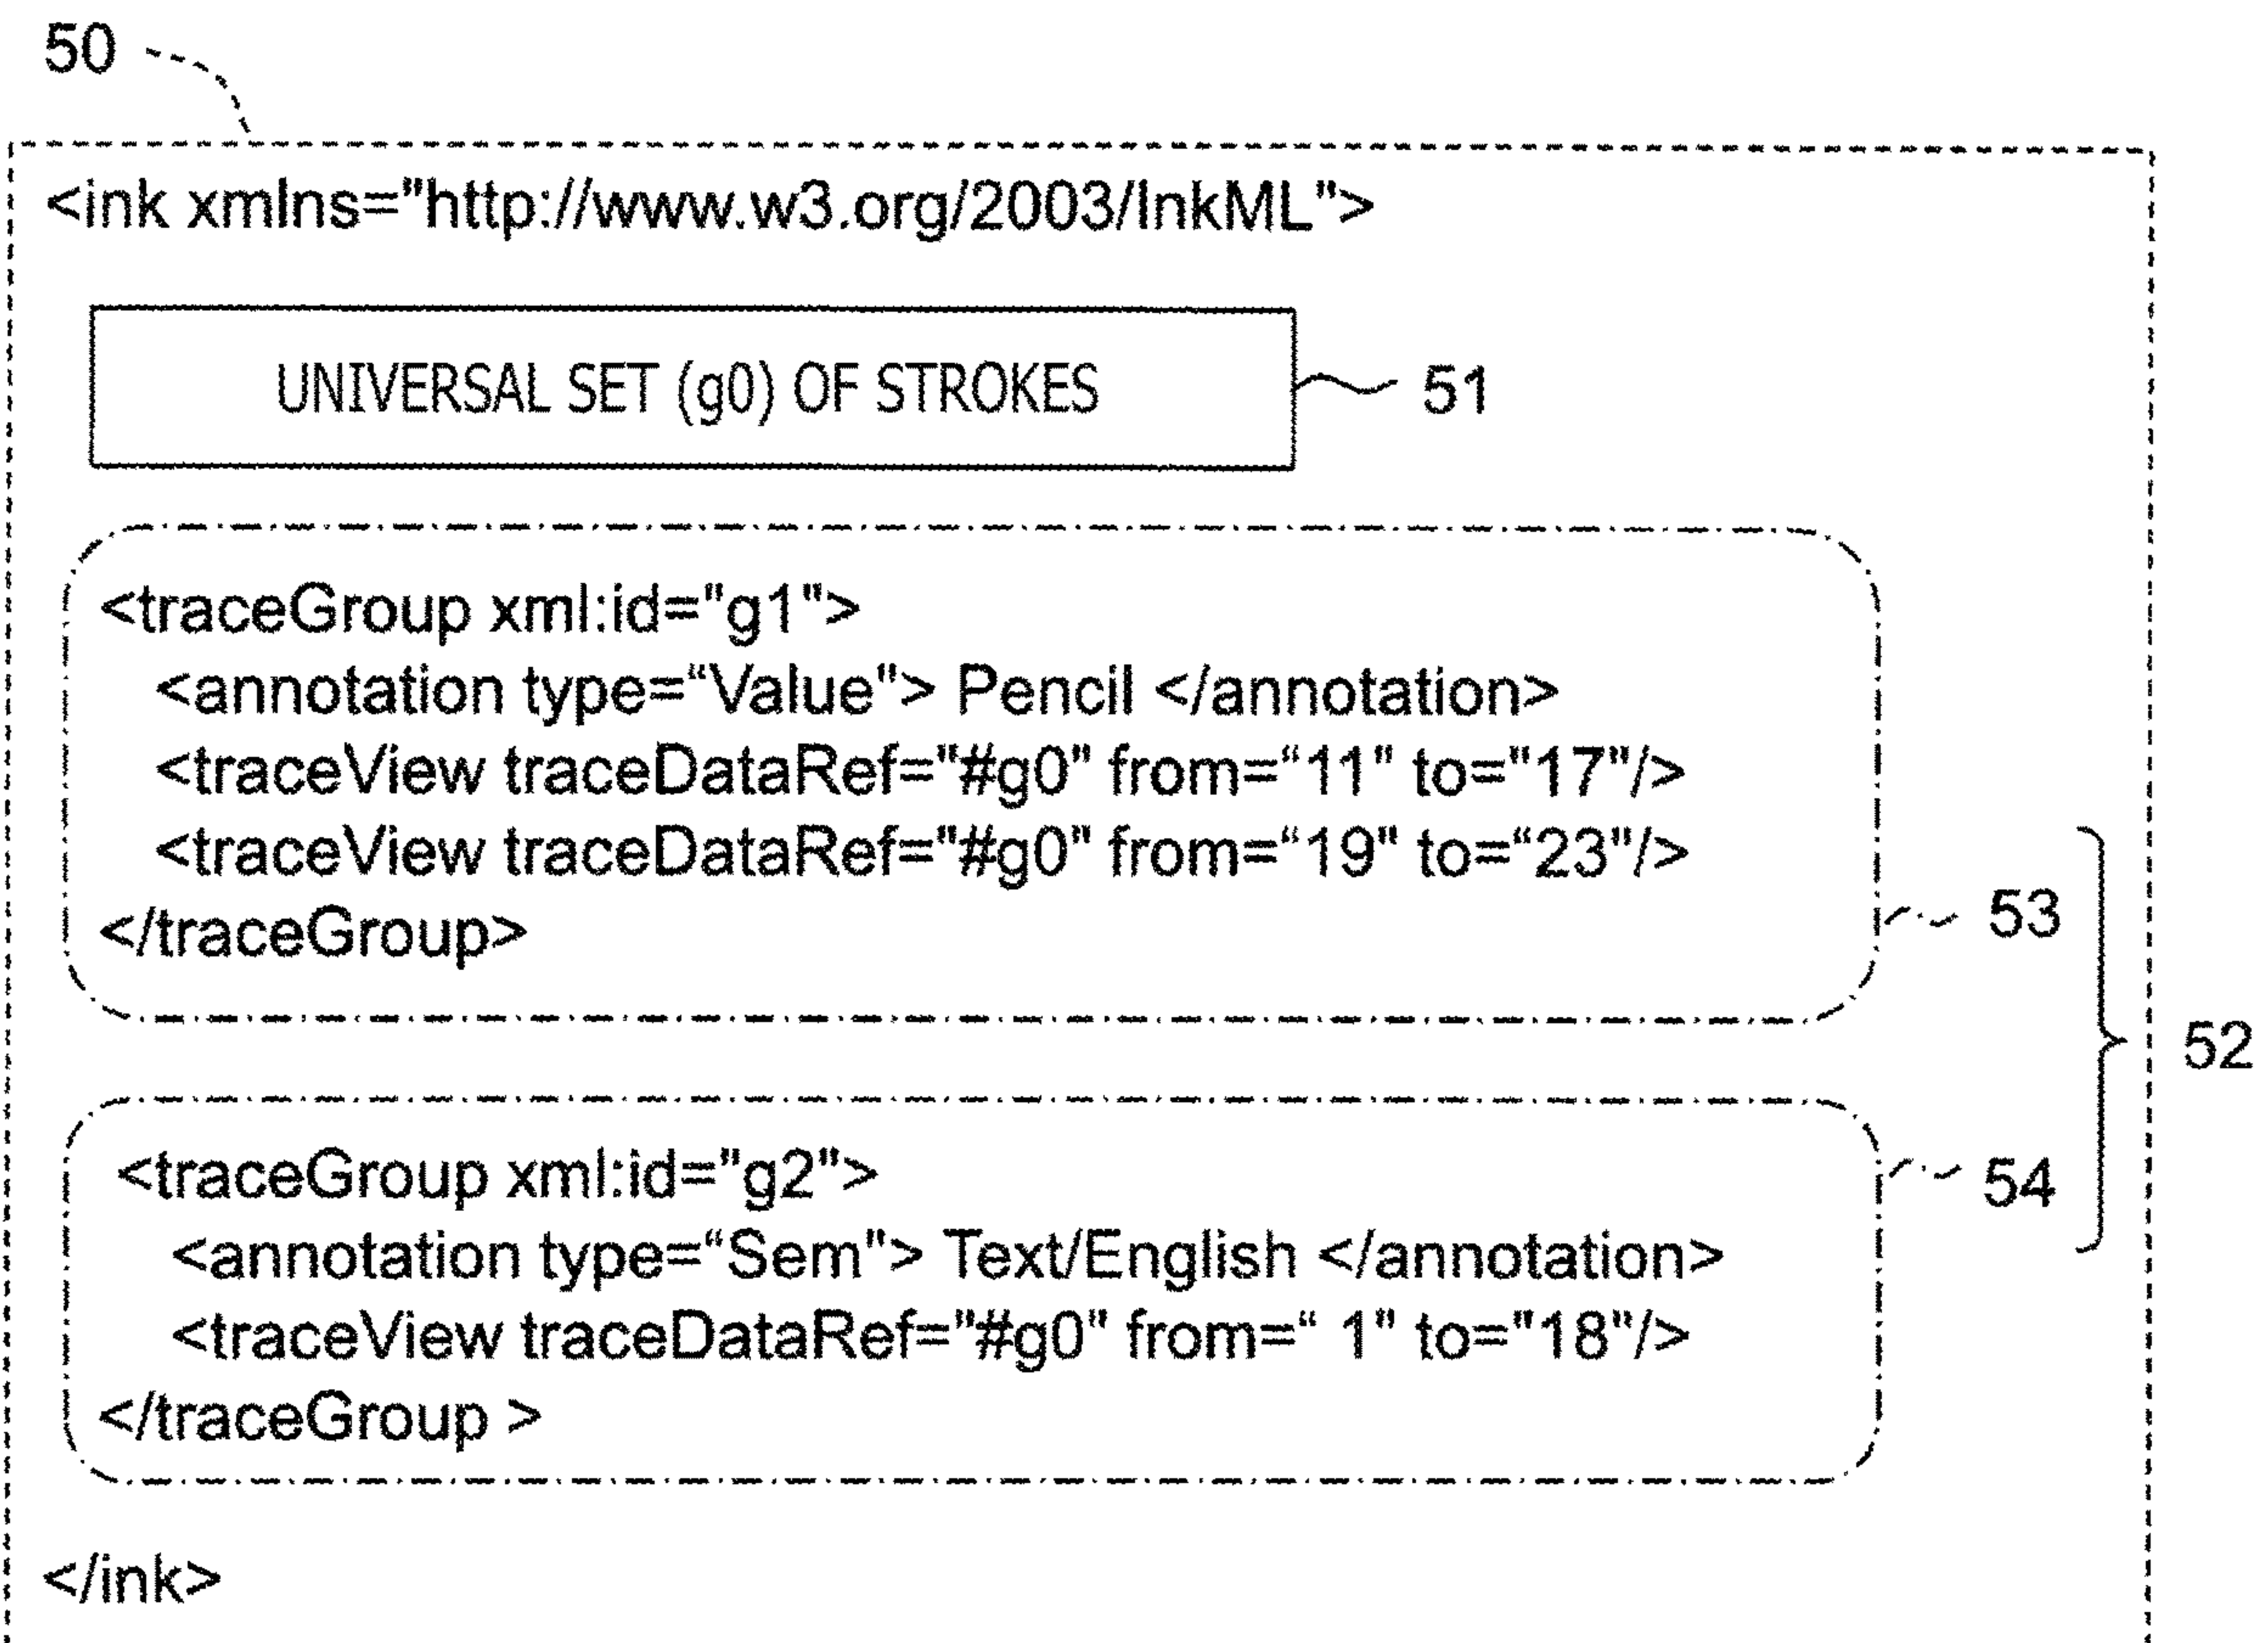 50
<ink xmlns="http://www.w3.org/2003/InkML">
UNIVERSAL SET (g0) OF STROKES
51
<traceGroup xml:id="g1">
<annotation type=“Value"> Pencil </annotation>
<traceView traceDataRef="#g0" from=“11" to="17"/>
<traceView traceDataRef="#g0" from=“19" to=“23"/>
</traceGroup>
53
52
<traceGroup xml:id="g2">
54
<annotation type=“Sem"> Text/English </annotation>
<traceView traceDataRef="#g0" from=“ 1" to="18"/>
</traceGroup >
</ink>